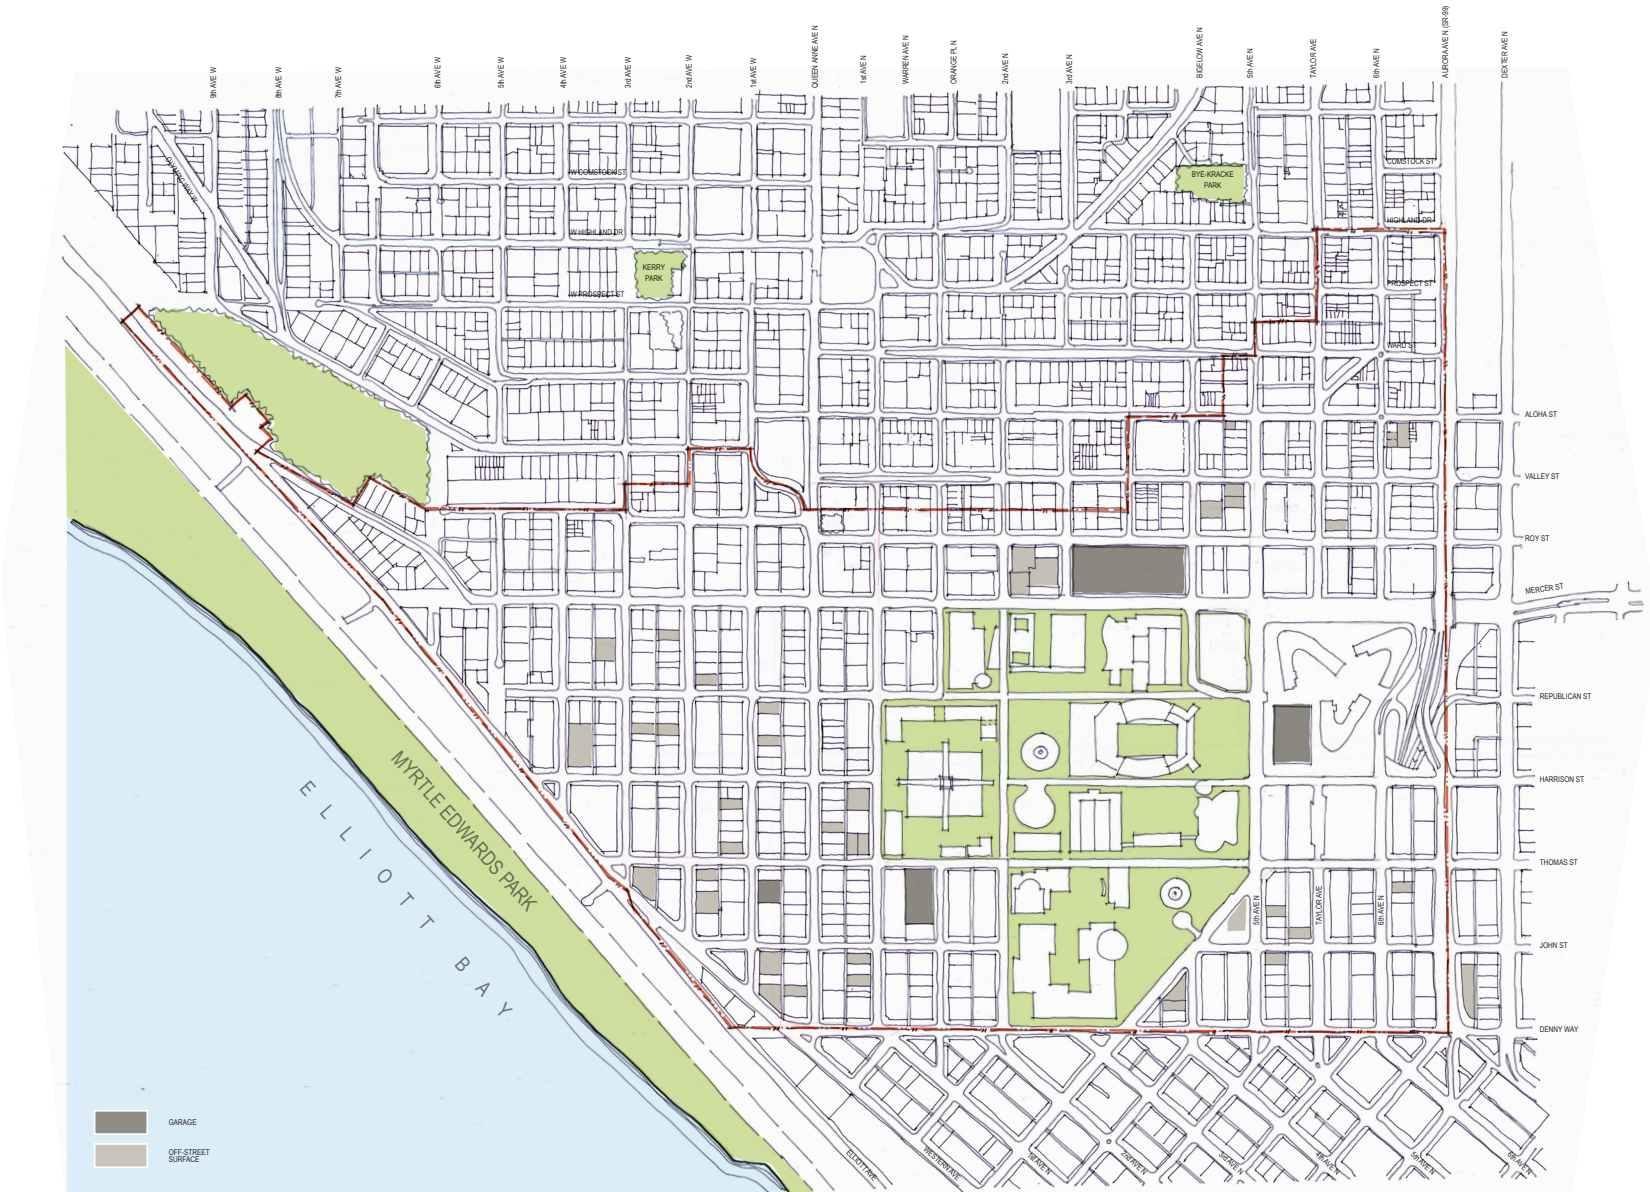 9th AVE W
8th AVE W
7th AVE W
6th AVE W
5th AVE W
4th AVE W
3rd AVE W
2nd AVE W
1st AVE W
QUEEN ANNE AVE N
1st AVE N
WARREN AVE N
ORANGE PL N
2nd AVE N
3rd AVE N
BIGELOW AVE N
5th AVE N
TAYLOR AVE
6th AVE N
AURORA AVE N (SR-99)
DEXTER AVE N
OLYMPIC WAY W
W COMSTOCK ST
COMSTOCK ST
BYE-KRACKE
PARK
W HIGHLAND DR
HIGHLAND DR
KERRY
PARK
W PROSPECT ST
PROSPECT ST
WARD ST
ALOHA ST
VALLEY ST
ROY ST
MERCER ST
REPUBLICAN ST
HARRISON ST
THOMAS ST
5th AVE N
TAYLOR AVE
6th AVE N
JOHN ST
DENNY WAY
MYRTLE EDWARDS PARK
ELLIOTT BAY
GARAGE
OFF-STREET
SURFACE
ELLIOTT AVE
WESTERN AVE
1st AVE N
2nd AVE N
3rd AVE N
4th AVE N
5th AVE N
6th AVE N